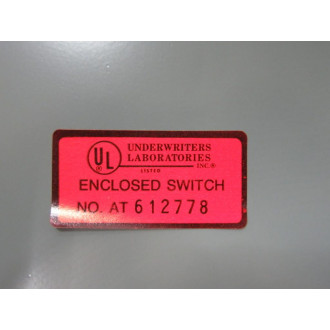 UL
UNDERWRITERS
LABORATORIES
INC.®
LISTED
ENCLOSED SWITCH
NO. AT 612778